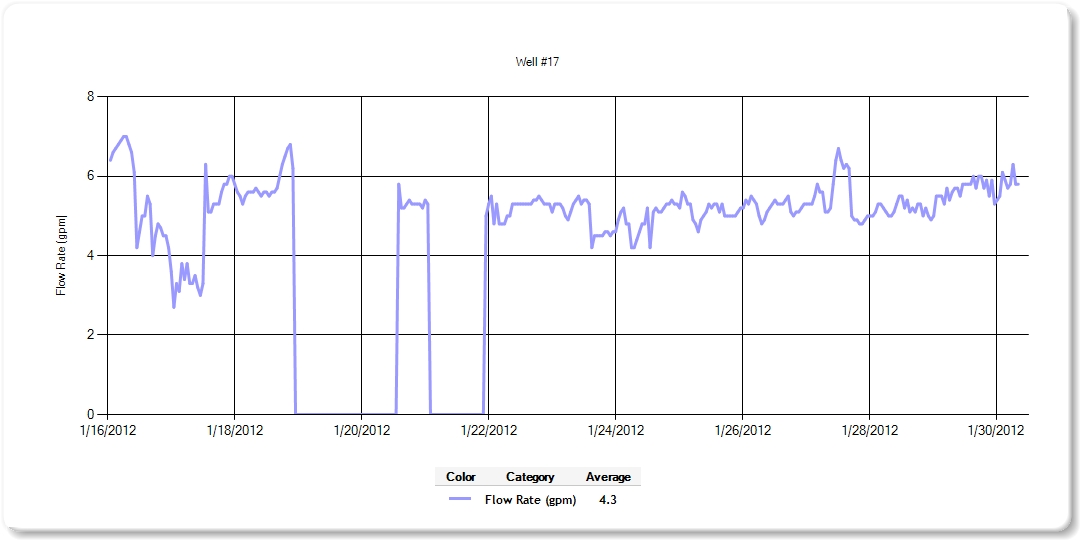 Well #17
8
6
4
2
0
Flow Rate (gpm)
1/16/2012 1/18/2012 1/20/2012 1/22/2012 1/24/2012 1/26/2012 1/28/2012 1/30/2012
Color Category Average
Flow Rate (gpm) 4.3